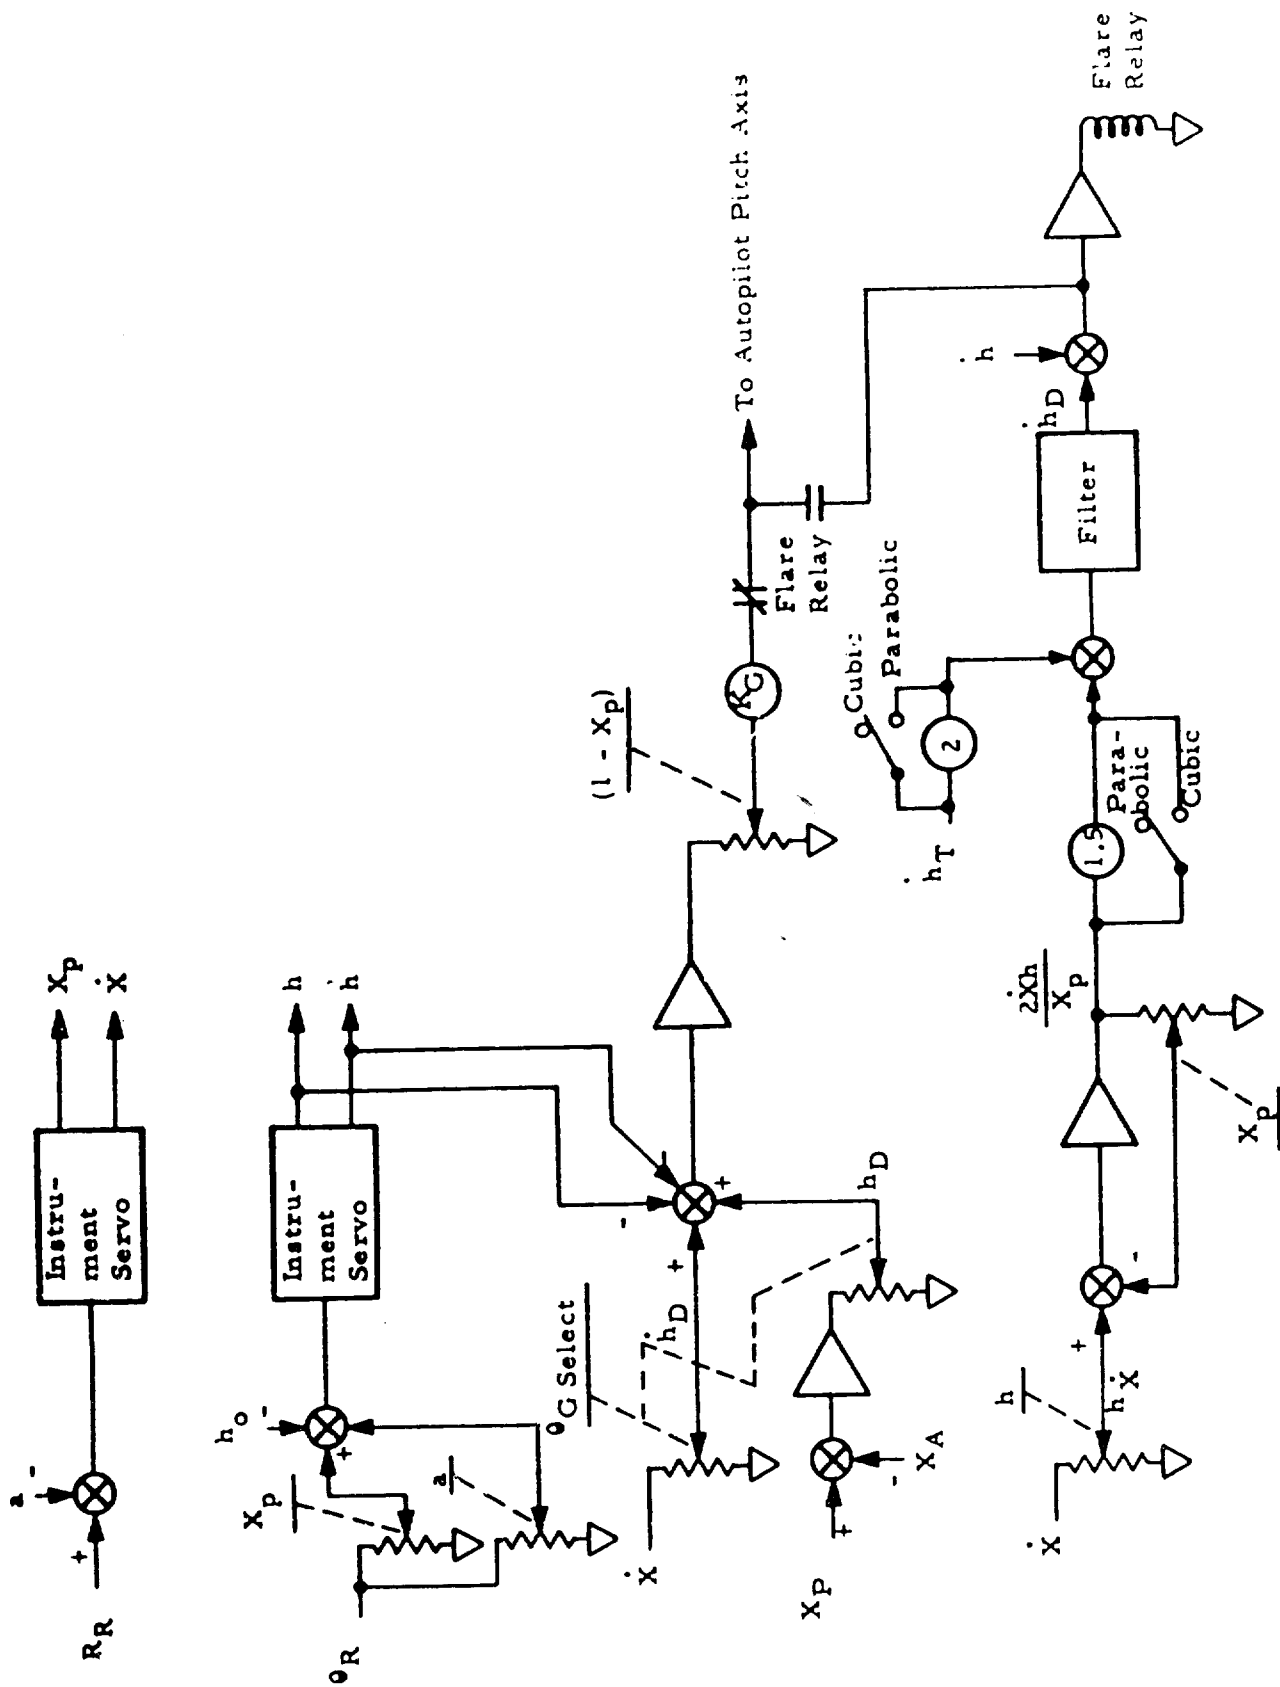 R_R
+
a
-
Instru-
ment
Servo
X_p
Ẋ
θ_R
X_p
a
h_o
-
+
Instru-
ment
Servo
h
ḣ
Ẋ
θ_G Select
ḣ_D
+
-
-
+
h_D
X_P
+
-
X_A
(1 - X_p)
K_G
Flare
Relay
To Autopilot Pitch Axis
Ẋ
h
hẊ
+
-
X_p
2Ẋh
X_p
1.5
Para-
bolic
Cubic
ḣ_T
2
Cubic
Parabolic
Filter
ḣ_D
ḣ
Flare
Relay